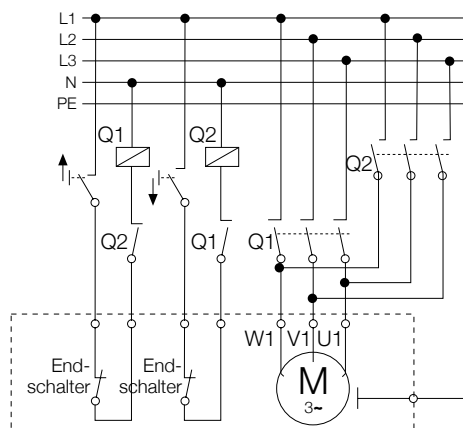 L1
L2
L3
N
PE
Q1
Q2
Q2
Q2
Q1
Q1
W1 V1 U1
End-
schalter
End-
schalter
M
3~